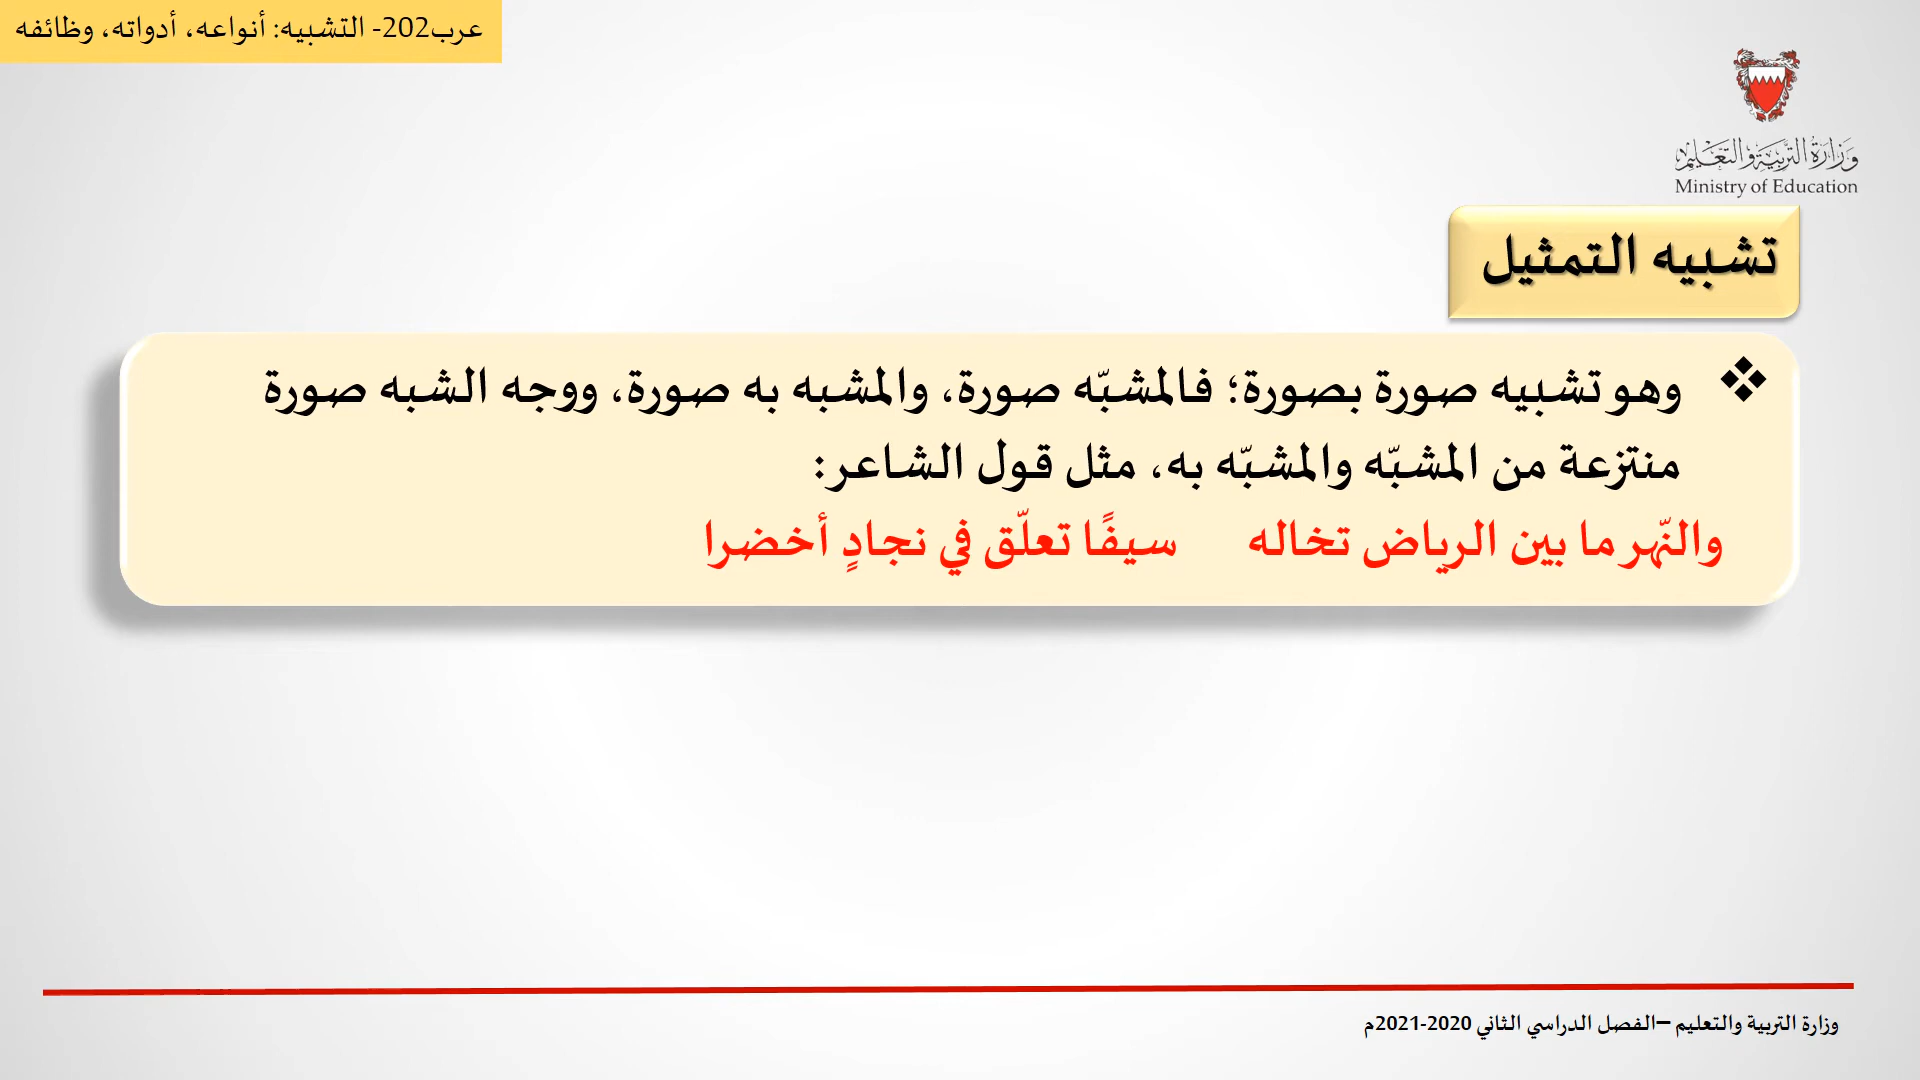 عرب202- التشبيه: أنواعه، أدواته، وظائفه
وزارة التربية والتعليم
Ministry of Education
تشبيه التمثيل
❖ وهو تشبيه صورة بصورة؛ فالمشبّه صورة، والمشبه به صورة، ووجه الشبه صورة
منتزعة من المشبّه والمشبّه به، مثل قول الشاعر:
والنّهر ما بين الرياض تخاله سيفًا تعلّق في نجادٍ أخضرا
وزارة التربية والتعليم –الفصل الدراسي الثاني 2020-2021م